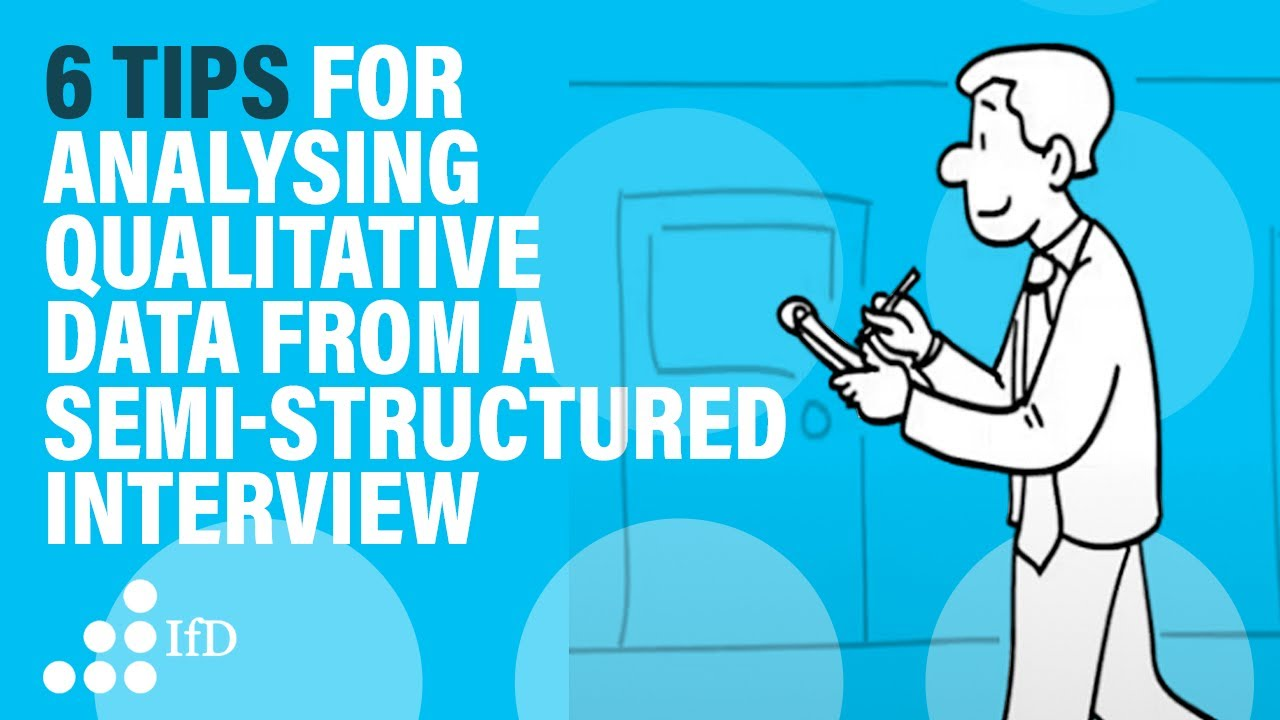 6 TIPS FOR
ANALYSING
QUALITATIVE
DATA FROM A
SEMI-STRUCTURED
INTERVIEW
IfD